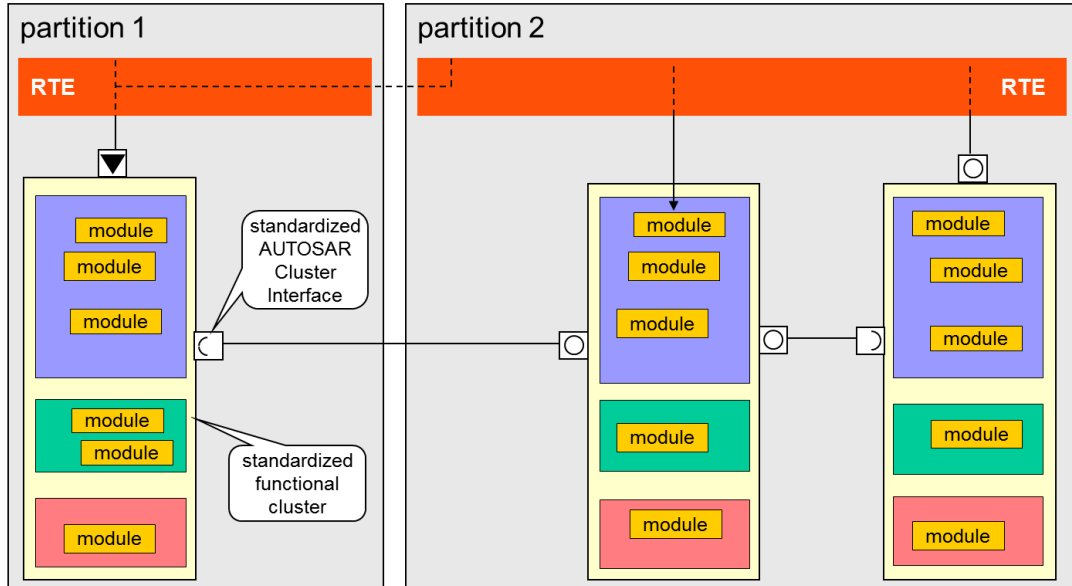 partition 1
RTE
module
module
module
standardized
AUTOSAR
Cluster
Interface
module
module
standardized
functional
cluster
module
partition 2
RTE
module
module
module
module
module
module
module
module
module
module